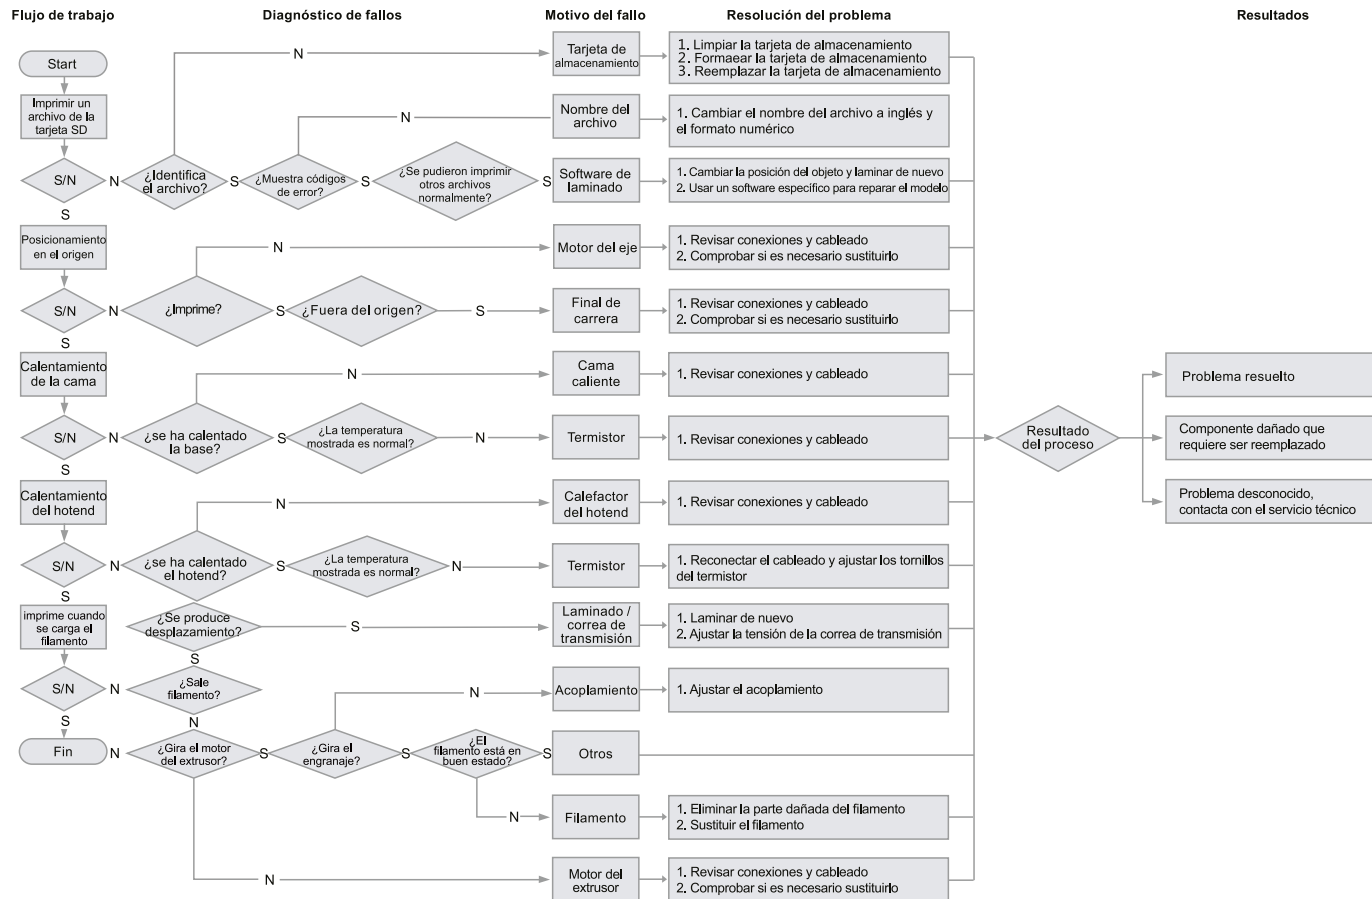 Flujo de trabajo
Diagnóstico de fallos
Motivo del fallo
Resolución del problema
Resultados
Start
Imprimir un
archivo de la
tarjeta SD
S/N
N
¿Identifica
el archivo?
N
S
¿Muestra códigos
de error?
N
S
¿Se pudieron imprimir
otros archivos
normalmente?
S
Tarjeta de
almacenamiento
1. Limpiar la tarjeta de almacenamiento
2. Formaear la tarjeta de almacenamiento
3. Reemplazar la tarjeta de almacenamiento
Nombre del
archivo
1. Cambiar el nombre del archivo a inglés y
el formato numérico
Software de
laminado
1. Cambiar la posición del objeto y laminar de nuevo
2. Usar un software específico para reparar el modelo
S
Posicionamiento
en el origen
S/N
N
¿Imprime?
N
S
¿Fuera del origen?
S
Motor del eje
1. Revisar conexiones y cableado
2. Comprobar si es necesario sustituirlo
Final de
carrera
1. Revisar conexiones y cableado
2. Comprobar si es necesario sustituirlo
S
Calentamiento
de la cama
S/N
N
¿se ha calentado
la base?
N
S
¿La temperatura
mostrada es normal?
N
Cama
caliente
1. Revisar conexiones y cableado
Termistor
1. Revisar conexiones y cableado
S
Calentamiento
del hotend
S/N
N
¿se ha calentado
el hotend?
N
S
¿La temperatura
mostrada es normal?
N
Calefactor
del hotend
1. Revisar conexiones y cableado
Termistor
1. Reconectar el cableado y ajustar los tornillos
del termistor
S
imprime cuando
se carga el
filamento
S/N
N
S
Fin
N
¿Se produce
desplazamiento?
S
Laminado /
correa de
transmisión
1. Laminar de nuevo
2. Ajustar la tensión de la correa de transmisión
S
¿Sale
filamento?
N
¿Gira el motor
del extrusor?
S
¿Gira el
engranaje?
N
Acoplamiento
1. Ajustar el acoplamiento
S
¿El
filamento está en
buen estado?
S
Otros
N
Filamento
1. Eliminar la parte dañada del filamento
2. Sustituir el filamento
N
Motor del
extrusor
1. Revisar conexiones y cableado
2. Comprobar si es necesario sustituirlo
Resultado
del proceso
Problema resuelto
Componente dañado que
requiere ser reemplazado
Problema desconocido,
contacta con el servicio técnico